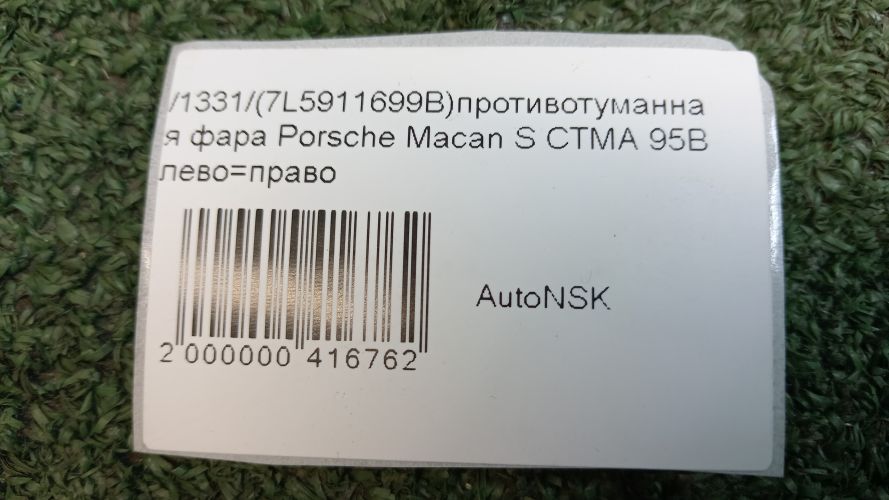 /1331/(7L5911699B)противотуманна
я фара Porsche Macan S CTMA 95B
лево=право
AutoNSK
2 000000 416762